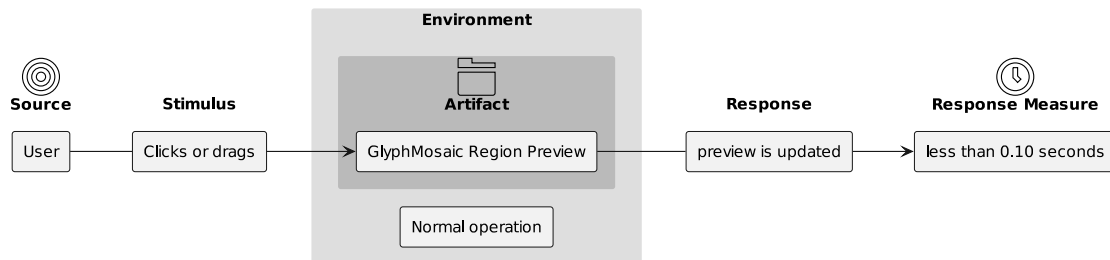 Environment
Source
Stimulus
Artifact
Response
Response Measure
User
Clicks or drags
GlyphMosaic Region Preview
preview is updated
less than 0.10 seconds
Normal operation